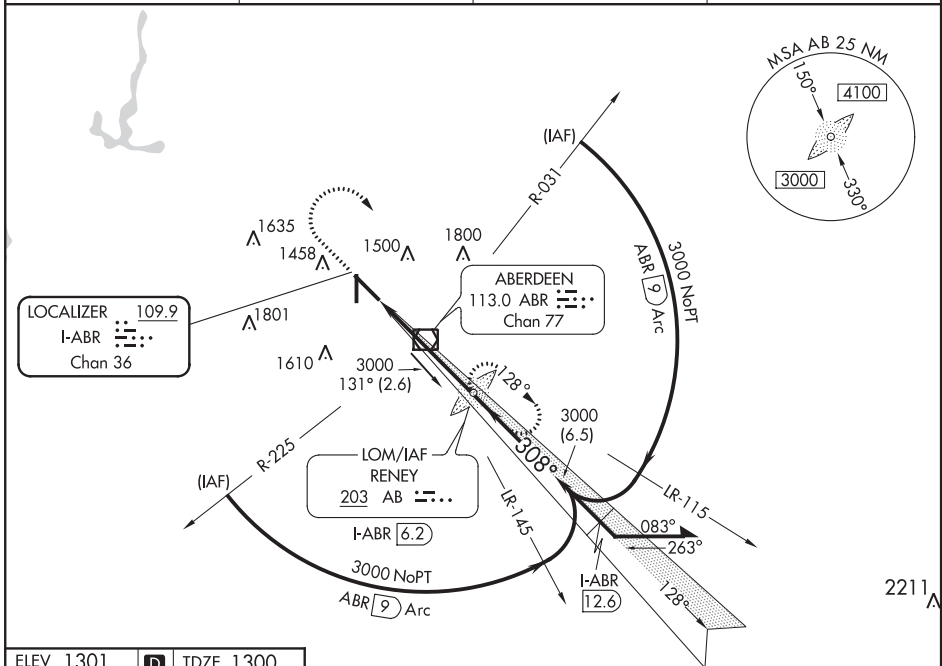 MSA AB 25 NM
150°
4100
3000
330°
(IAF)
R-031
3000 NoPT
ABR 9 Arc
1635
1458
1500
1800
ABERDEEN
113.0 ABR
Chan 77
LOCALIZER 109.9
I-ABR
Chan 36
1801
1610
3000
131° (2.6)
128°
3000
(6.5)
308°
R-225
(IAF)
LOM/IAF
RENEY
203 AB
I-ABR 6.2
LR-145
LR-115
083°
263°
I-ABR
12.6
128°
3000 NoPT
ABR 9 Arc
2211
ELEV 1301 D TDZE 1300